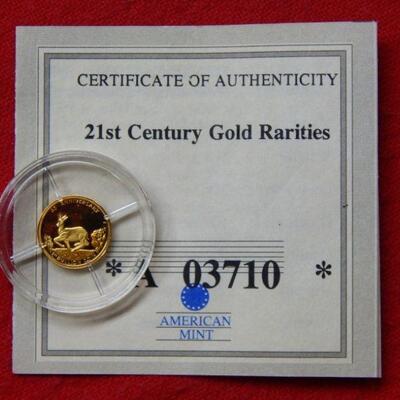 CERTIFICATE OF AUTHENTICITY
21st Century Gold Rarities
* A 03710 *
AMERICAN
MINT